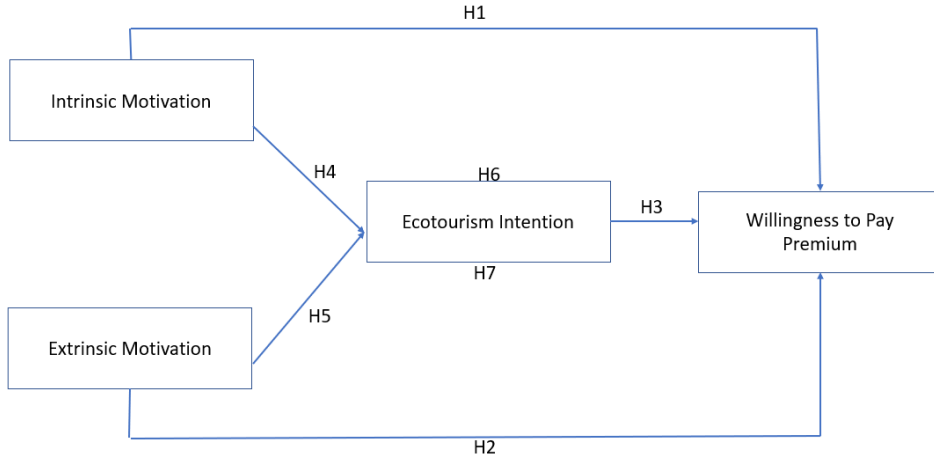 H1
Intrinsic Motivation
H4
H6
Ecotourism Intention
H3
Willingness to Pay
Premium
H7
H5
Extrinsic Motivation
H2